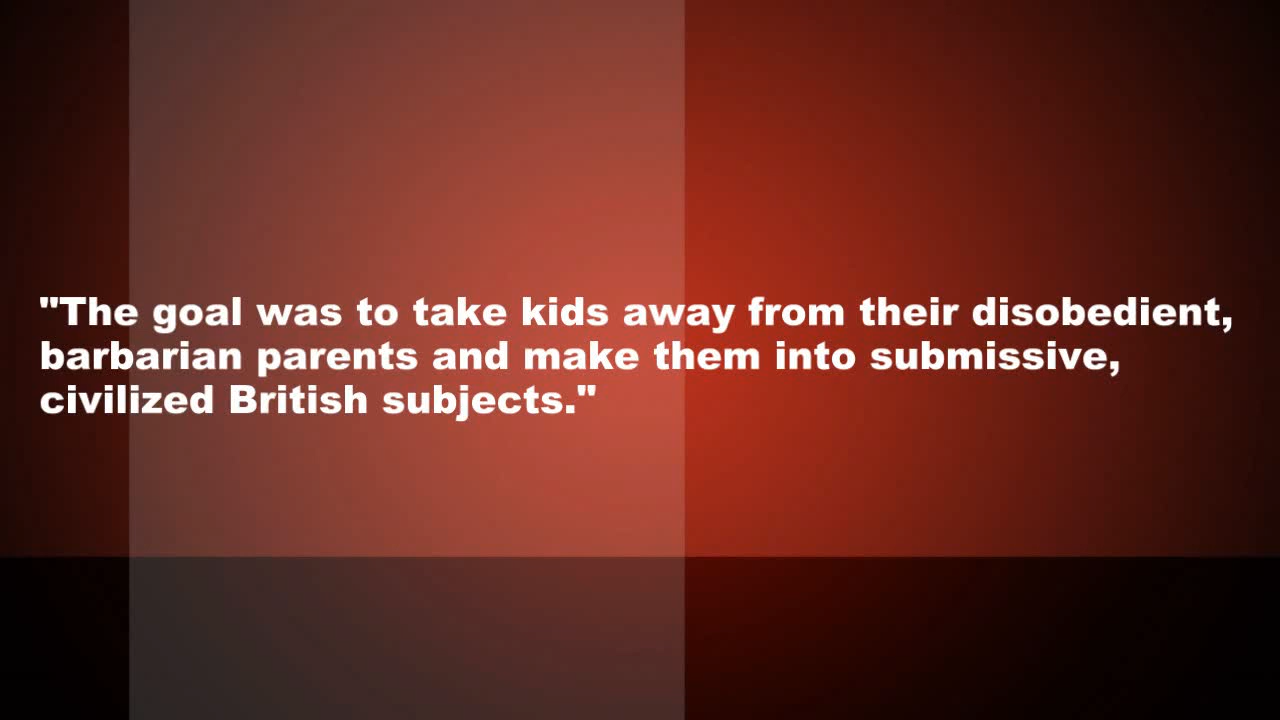 "The goal was to take kids away from their disobedient,
barbarian parents and make them into submissive,
civilized British subjects."